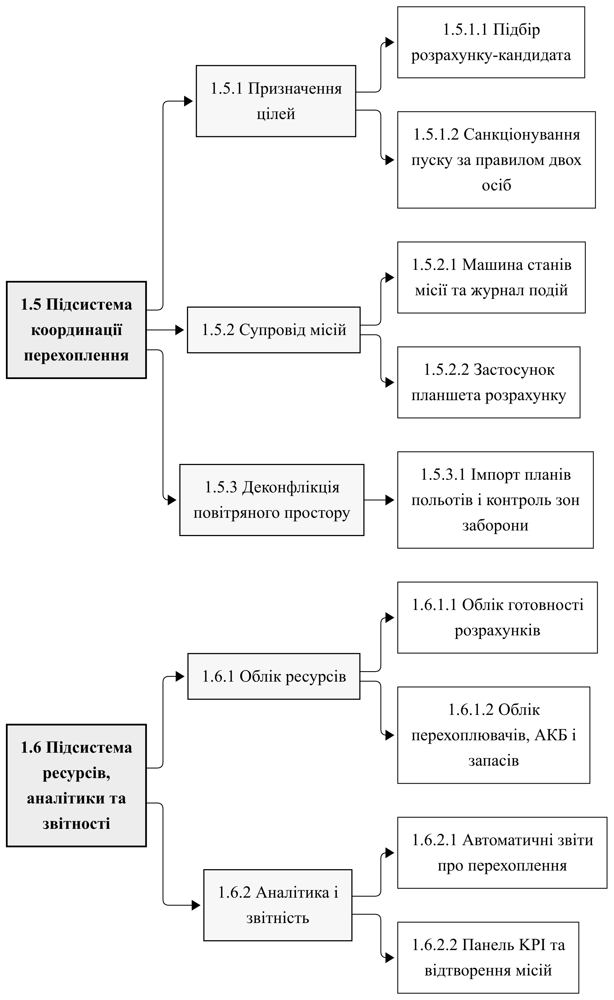 1.5 Підсистема
координації
перехоплення
1.5.1 Призначення
цілей
1.5.1.1 Підбір
розрахунку-кандидата
1.5.1.2 Санкціонування
пуску за правилом двох
осіб
1.5.2 Супровід місій
1.5.2.1 Машина станів
місії та журнал подій
1.5.2.2 Застосунок
планшета розрахунку
1.5.3 Деконфлікція
повітряного простору
1.5.3.1 Імпорт планів
польотів і контроль зон
заборони
1.6 Підсистема
ресурсів,
аналітики та
звітності
1.6.1 Облік ресурсів
1.6.1.1 Облік готовності
розрахунків
1.6.1.2 Облік
перехоплювачів, АКБ і
запасів
1.6.2 Аналітика і
звітність
1.6.2.1 Автоматичні звіти
про перехоплення
1.6.2.2 Панель KPI та
відтворення місій